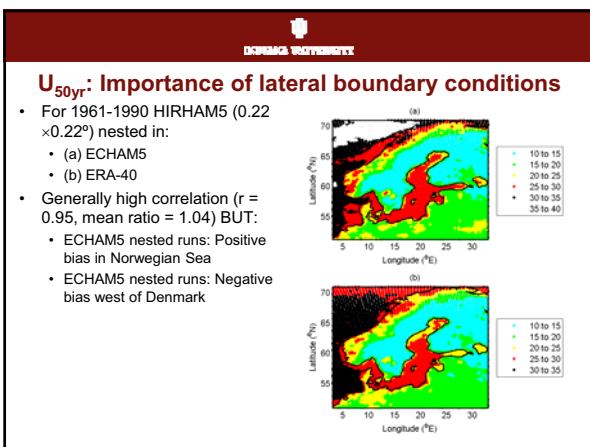 INDIANA UNIVERSITY
U50yr: Importance of lateral boundary conditions
• For 1961-1990 HIRHAM5 (0.22
×0.22º) nested in:
• (a) ECHAM5
• (b) ERA-40
• Generally high correlation (r =
0.95, mean ratio = 1.04) BUT:
• ECHAM5 nested runs: Positive
bias in Norwegian Sea
• ECHAM5 nested runs: Negative
bias west of Denmark
(a)
Latitude (ºN)
70
65
60
55
5 10 15 20 25 30
Longitude (ºE)
10 to 15
15 to 20
20 to 25
25 to 30
30 to 35
35 to 40
(b)
Latitude (ºN)
70
65
60
55
5 10 15 20 25 30
Longitude (ºE)
10 to 15
15 to 20
20 to 25
25 to 30
30 to 35